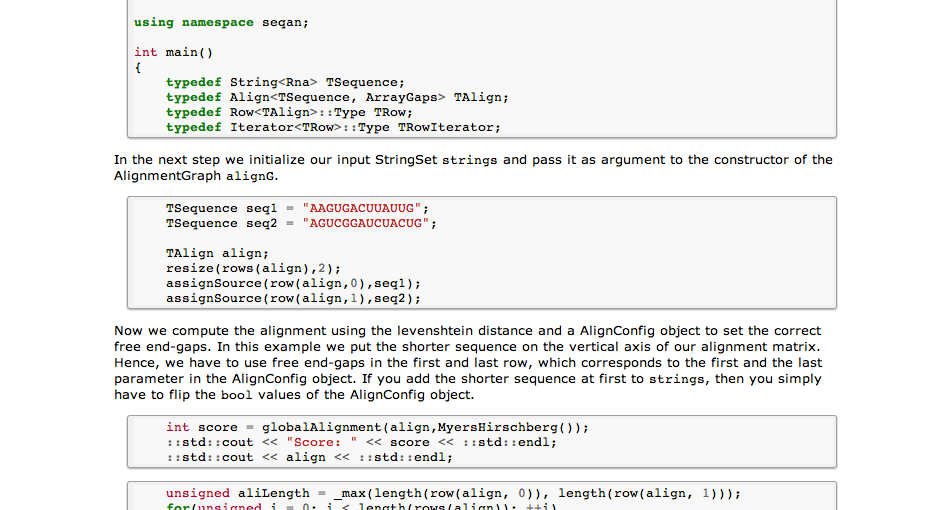 using namespace seqan;
int main()
{
typedef String<Rna> TSequence;
typedef Align<TSequence, ArrayGaps> TAlign;
typedef Row<TAlign>::Type TRow;
typedef Iterator<TRow>::Type TRowIterator;
In the next step we initialize our input StringSet strings and pass it as argument to the constructor of the
AlignmentGraph alignG.
TSequence seq1 = "AAGUGACUUAUUG";
TSequence seq2 = "AGUCGGAUCUACUG";
TAlign align;
resize(rows(align),2);
assignSource(row(align,0),seq1);
assignSource(row(align,1),seq2);
Now we compute the alignment using the levenshtein distance and a AlignConfig object to set the correct
free end-gaps. In this example we put the shorter sequence on the vertical axis of our alignment matrix.
Hence, we have to use free end-gaps in the first and last row, which corresponds to the first and the last
parameter in the AlignConfig object. If you add the shorter sequence at first to strings, then you simply
have to flip the bool values of the AlignConfig object.
int score = globalAlignment(align,MyersHirschberg());
::std::cout << "Score: " << score << ::std::endl;
::std::cout << align << ::std::endl;
unsigned aliLength = _max(length(row(align, 0)), length(row(align, 1)));
for(unsigned i = 0; i < length(rows(align)); ++i)